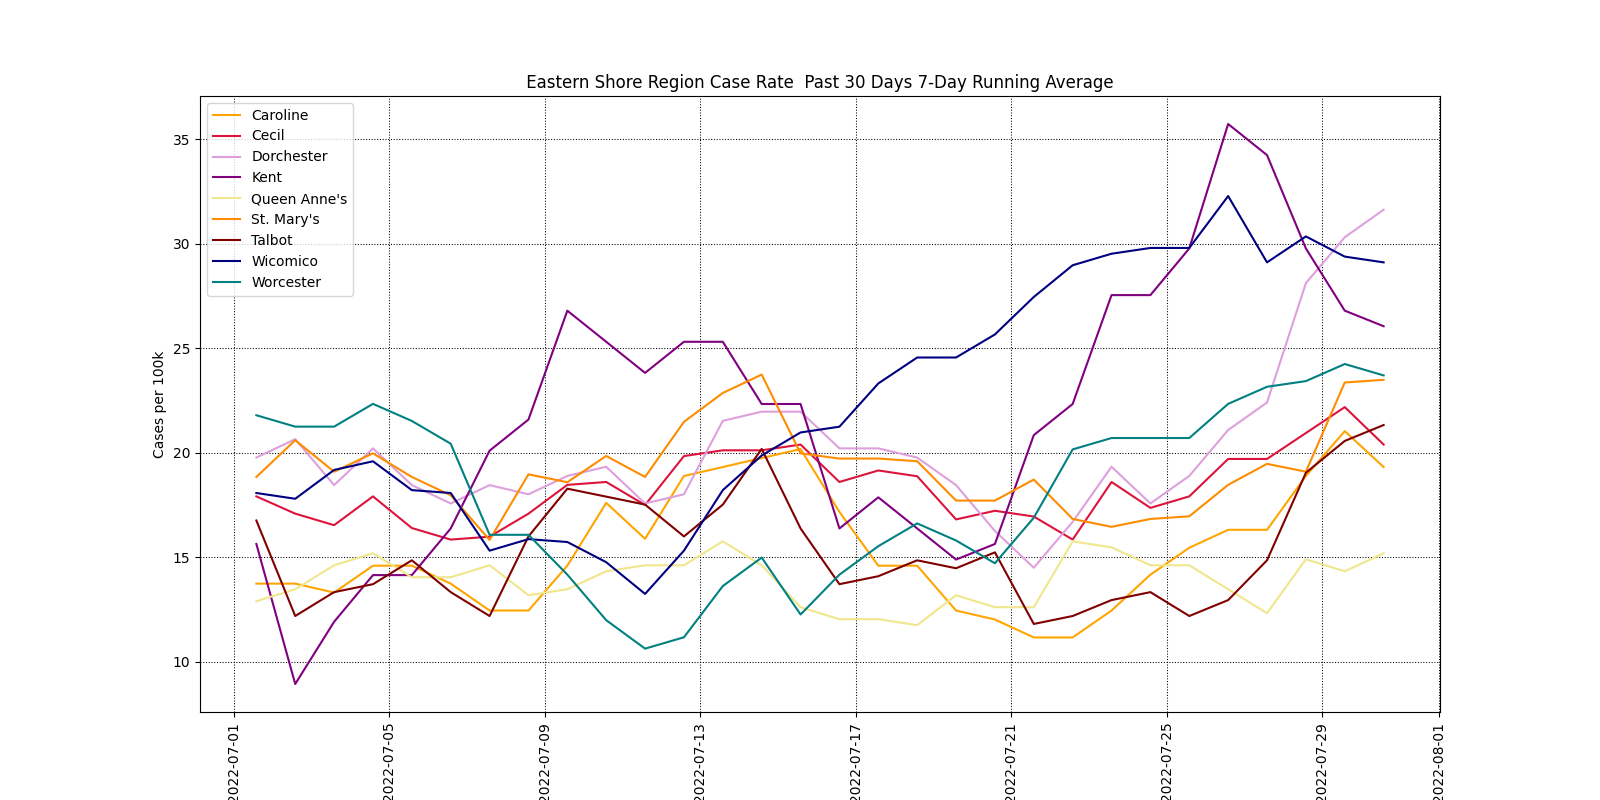 Eastern Shore Region Case Rate  Past 30 Days 7-Day Running Average
Caroline
Cecil
Dorchester
Kent
Queen Anne's
St. Mary's
Talbot
Wicomico
Worcester
Cases per 100k
35
30
25
20
15
10
2022-07-01
2022-07-05
2022-07-09
2022-07-13
2022-07-17
2022-07-21
2022-07-25
2022-07-29
2022-08-01